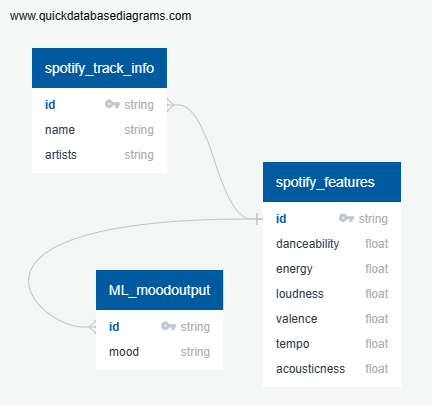 www.quickdatabasediagrams.com
spotify_track_info
id string
name string
artists string
spotify_features
id string
danceability float
energy float
loudness float
valence float
tempo float
acousticness float
ML_moodoutput
id string
mood string